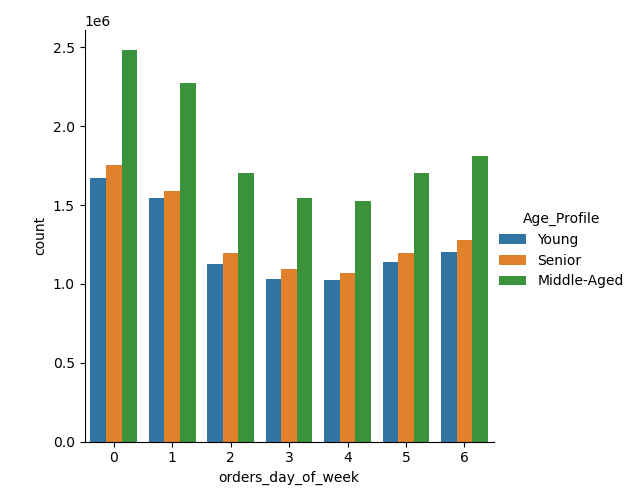 1e6
2.5
2.0
1.5
1.0
0.5
0.0
count
0 1 2 3 4 5 6
orders_day_of_week
Age_Profile
Young
Senior
Middle-Aged